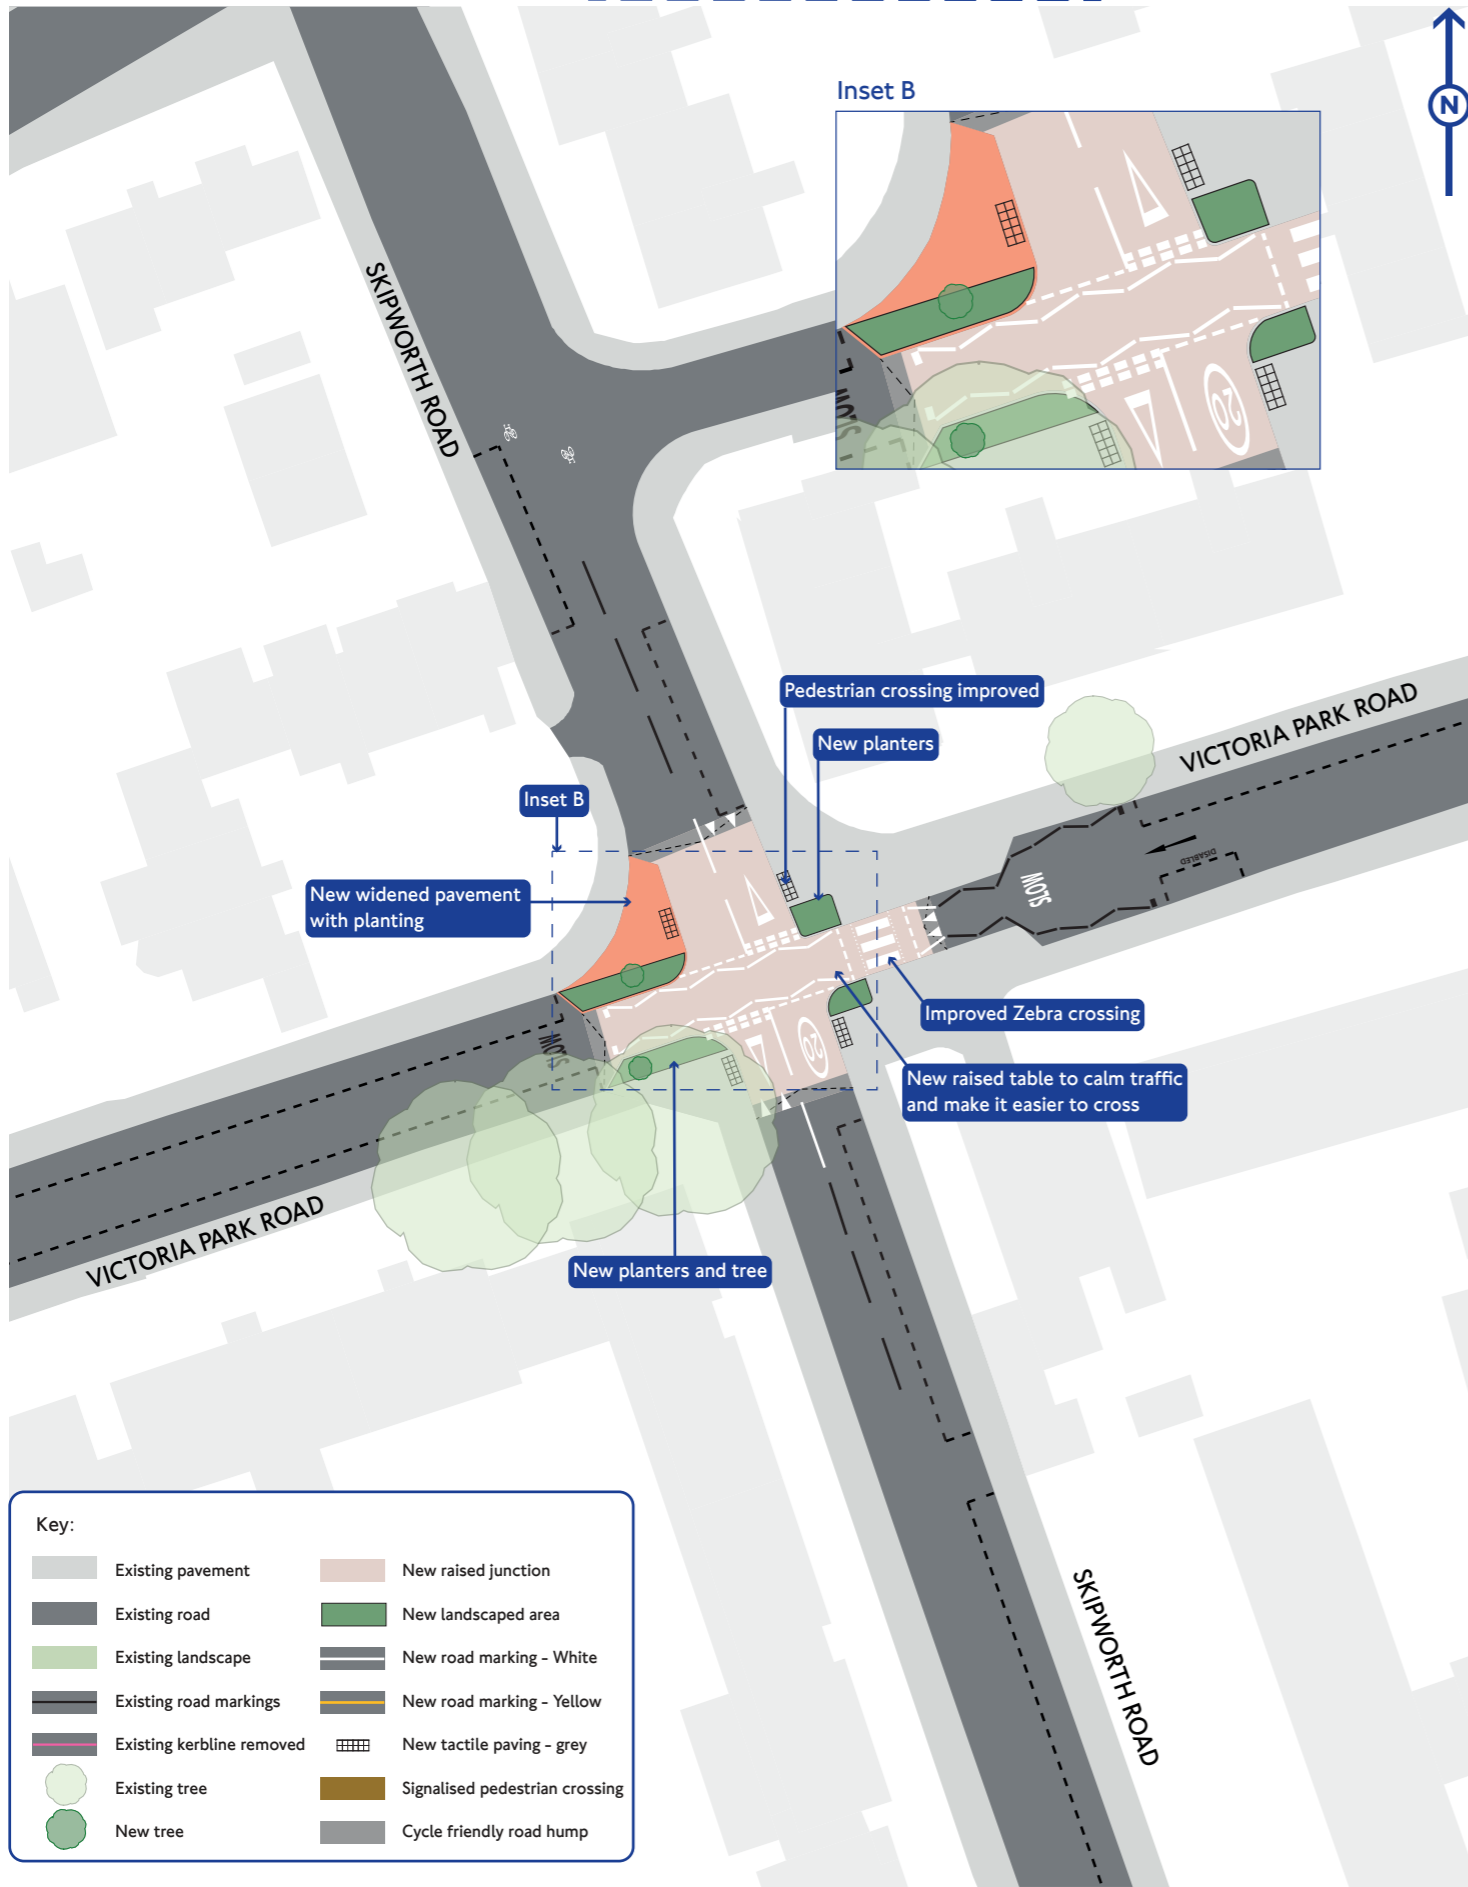 Inset B
N
SKIPWORTH ROAD
20
SLOW
Pedestrian crossing improved
New planters
VICTORIA PARK ROAD
Inset B
New widened pavement
with planting
DISABLED
SLOW
Improved Zebra crossing
SLOW
20
New raised table to calm traffic
and make it easier to cross
VICTORIA PARK ROAD
New planters and tree
SKIPWORTH ROAD
Key:
Existing pavement
Existing road
Existing landscape
Existing road markings
Existing kerbline removed
Existing tree
New tree
New raised junction
New landscaped area
New road marking - White
New road marking - Yellow
New tactile paving - grey
Signalised pedestrian crossing
Cycle friendly road hump